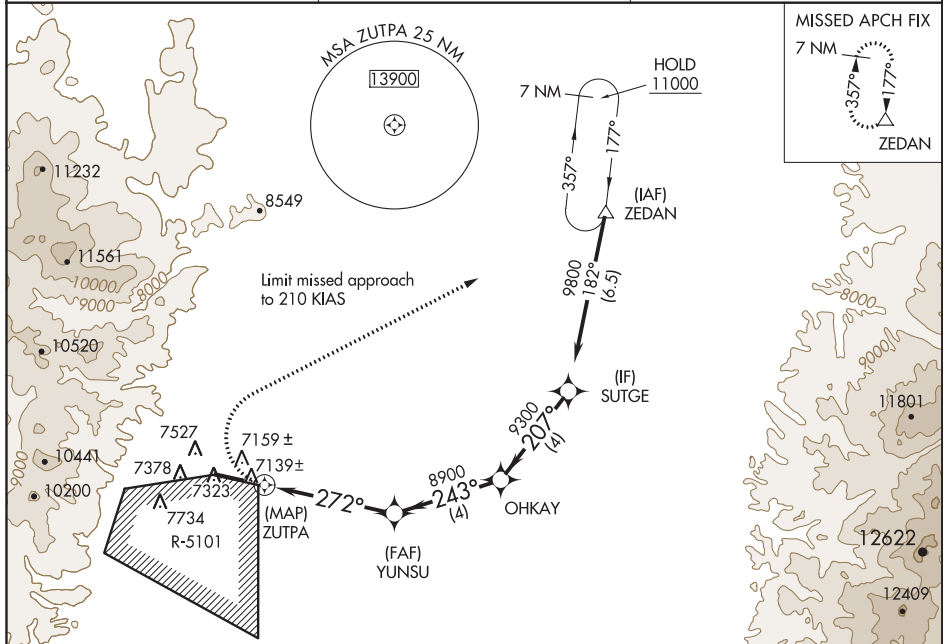 MSA ZUTPA 25 NM
13900
HOLD
11000
7 NM
357°
177°
(IAF)
ZEDAN
MISSED APCH FIX
7 NM
357°
177°
ZEDAN
11232
8549
11561
10000
9000
8000
Limit missed approach
to 210 KIAS
9800
182°
(6.5)
10520
(IF)
SUTGE
9300
207°
(4)
9000
11801
7527
7159 ±
7378
7139±
7323
10441
10200
7734
R-5101
(MAP)
ZUTPA
272°
8900
243°
(4)
OHKAY
(FAF)
YUNSU
8000
12622
12409